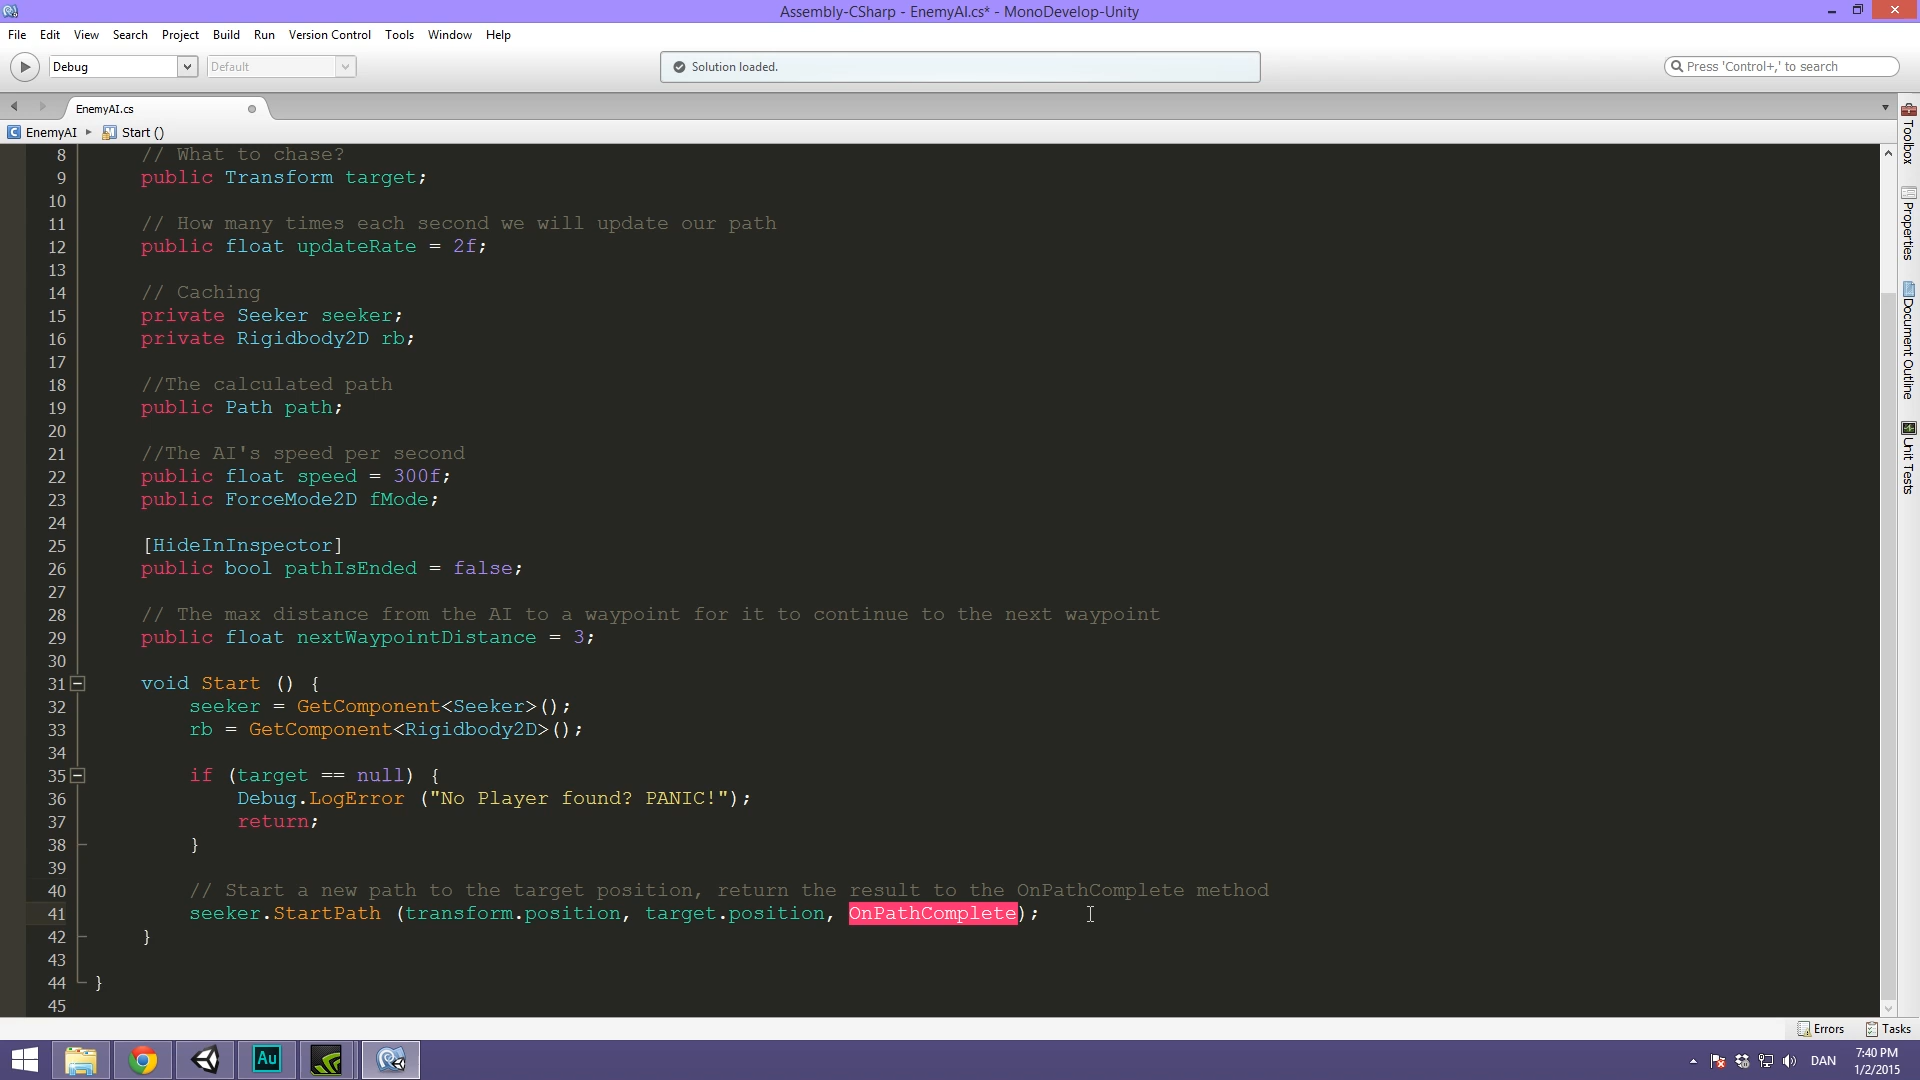 Assembly-CSharp - EnemyAI.cs* - MonoDevelop-Unity
File Edit View Search Project Build Run Version Control Tools Window Help
Debug Default Solution loaded. Press 'Control+,' to search
EnemyAI.cs
EnemyAI Start ()
8 // What to chase?
9 public Transform target;
10
11 // How many times each second we will update our path
12 public float updateRate = 2f;
13
14 // Caching
15 private Seeker seeker;
16 private Rigidbody2D rb;
17
18 //The calculated path
19 public Path path;
20
21 //The AI's speed per second
22 public float speed = 300f;
23 public ForceMode2D fMode;
24
25 [HideInInspector]
26 public bool pathIsEnded = false;
27
28 // The max distance from the AI to a waypoint for it to continue to the next waypoint
29 public float nextWaypointDistance = 3;
30
31 void Start () {
32 seeker = GetComponent<Seeker>();
33 rb = GetComponent<Rigidbody2D>();
34
35 if (target == null) {
36 Debug.LogError ("No Player found? PANIC!");
37 return;
38 }
39
40 // Start a new path to the target position, return the result to the OnPathComplete method
41 seeker.StartPath (transform.position, target.position, OnPathComplete);
42 }
43
44 }
45
Toolbox
Properties
Document Outline
Unit Tests
Errors Tasks
Au
DAN
7:40 PM
1/2/2015